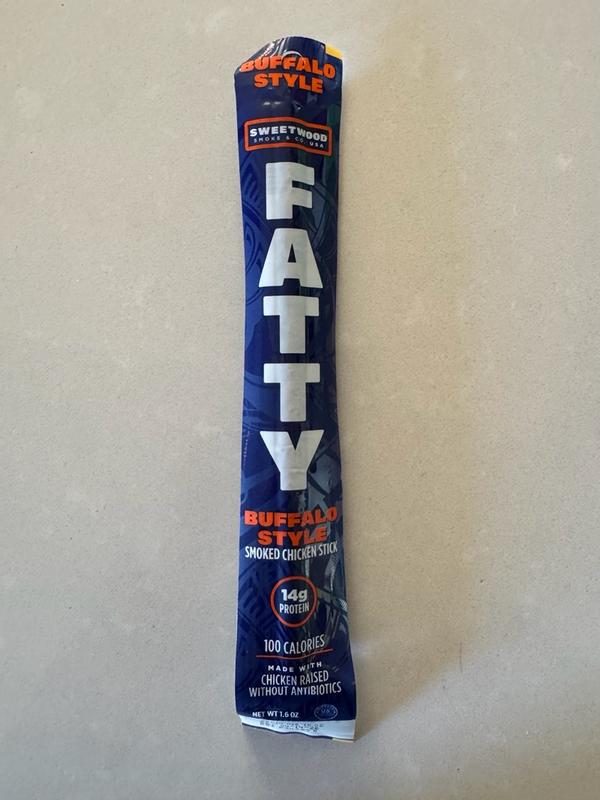 BUFFALO
STYLE
SWEETWOOD
SMOKE & CO. USA
FATTY
BUFFALO
STYLE
SMOKED CHICKEN STICK
14g
PROTEIN
100 CALORIES
MADE WITH
CHICKEN RAISED
WITHOUT ANTIBIOTICS
NET WT 1.6 OZ